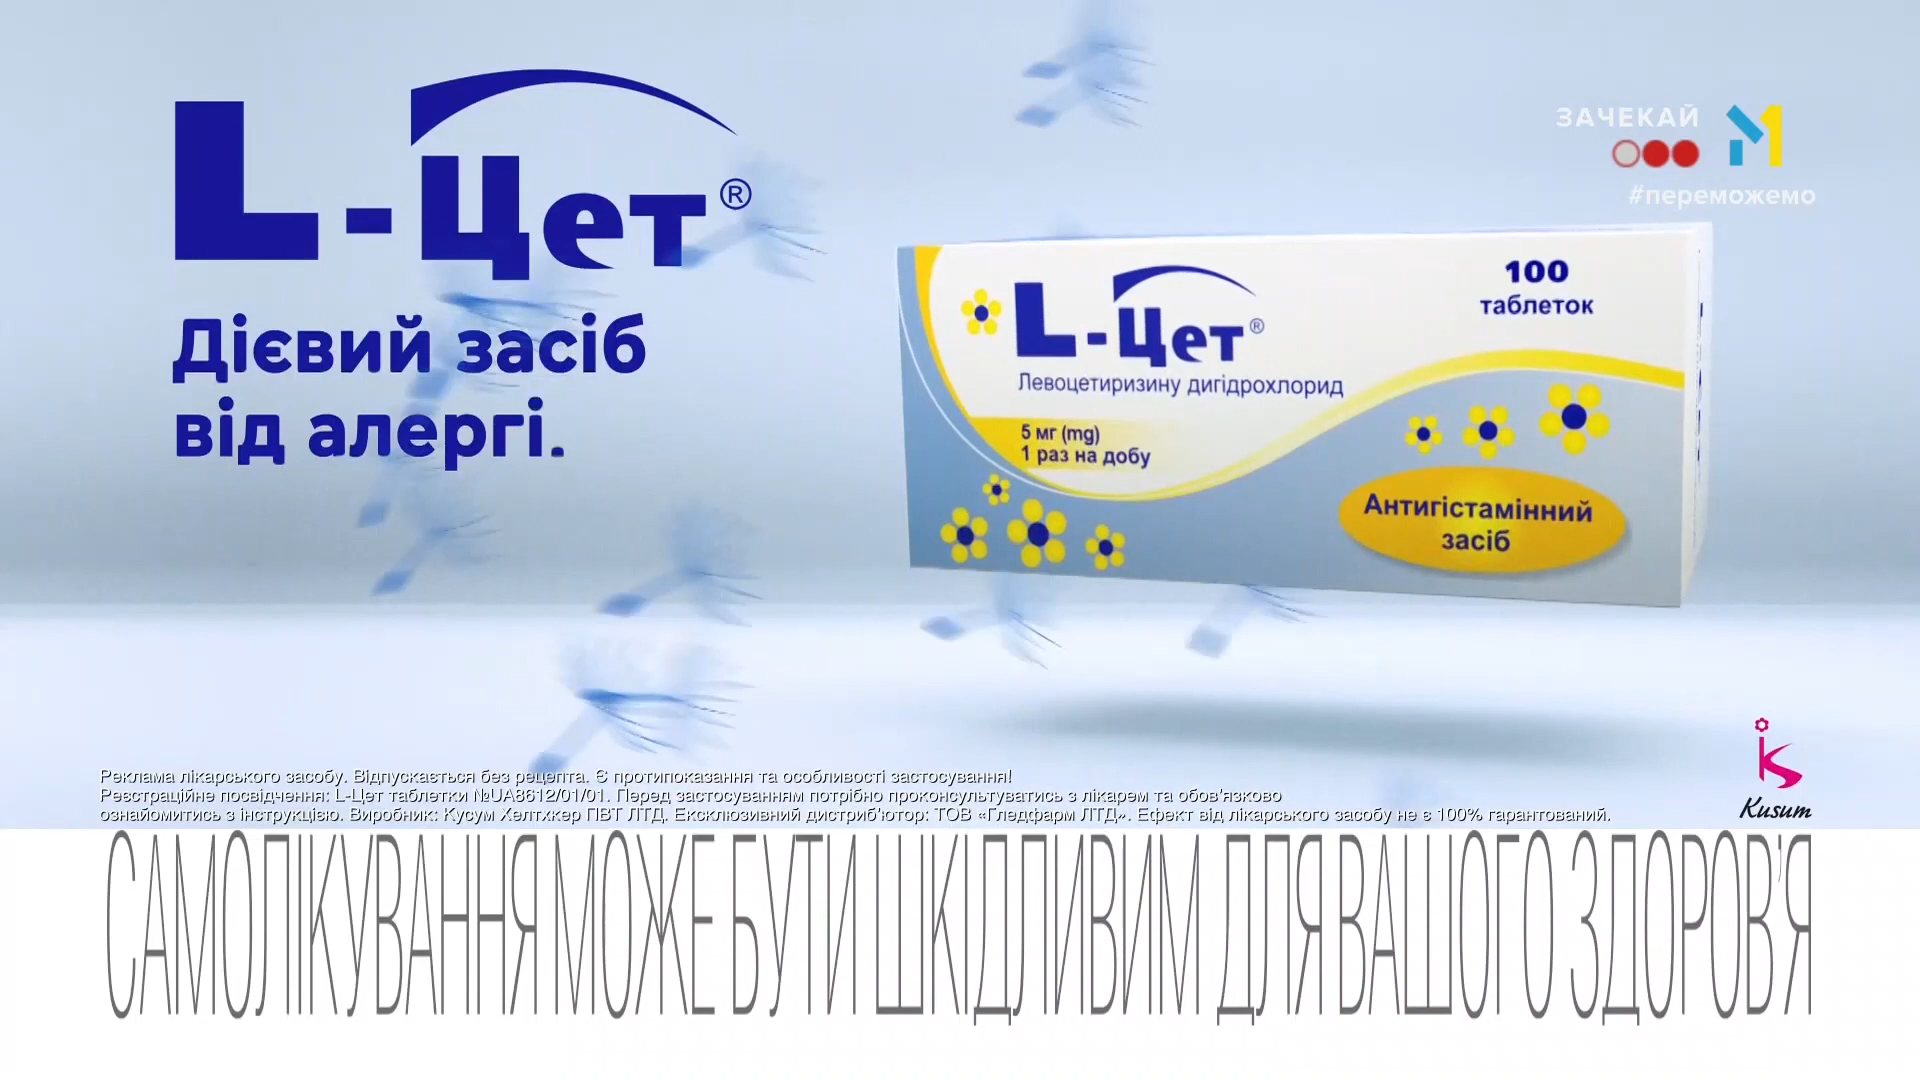 L-Цет®
Дієвий засіб
від алергі.
ЗАЧЕКАЙ
М1
#переможемо
100
таблеток
L-Цет®
Левоцетиризину дигідрохлорид
5 мг (mg)
1 раз на добу
Антигістамінний
засіб
Kusum
Реклама лікарського засобу. Відпускається без рецепта. Є протипоказання та особливості застосування!
Реєстраційне посвідчення: L-Цет таблетки №UA8612/01/01. Перед застосуванням потрібно проконсультуватись з лікарем та обов'язково
ознайомитись з інструкцією. Виробник: Кусум Хелтхкер ПВТ ЛТД. Ексклюзивний дистриб'ютор: ТОВ «Гледфарм ЛТД». Ефект від лікарського засобу не є 100% гарантований.
САМОЛІКУВАННЯ МОЖЕ БУТИ ШКІДЛИВИМ ДЛЯ ВАШОГО ЗДОРОВ'Я